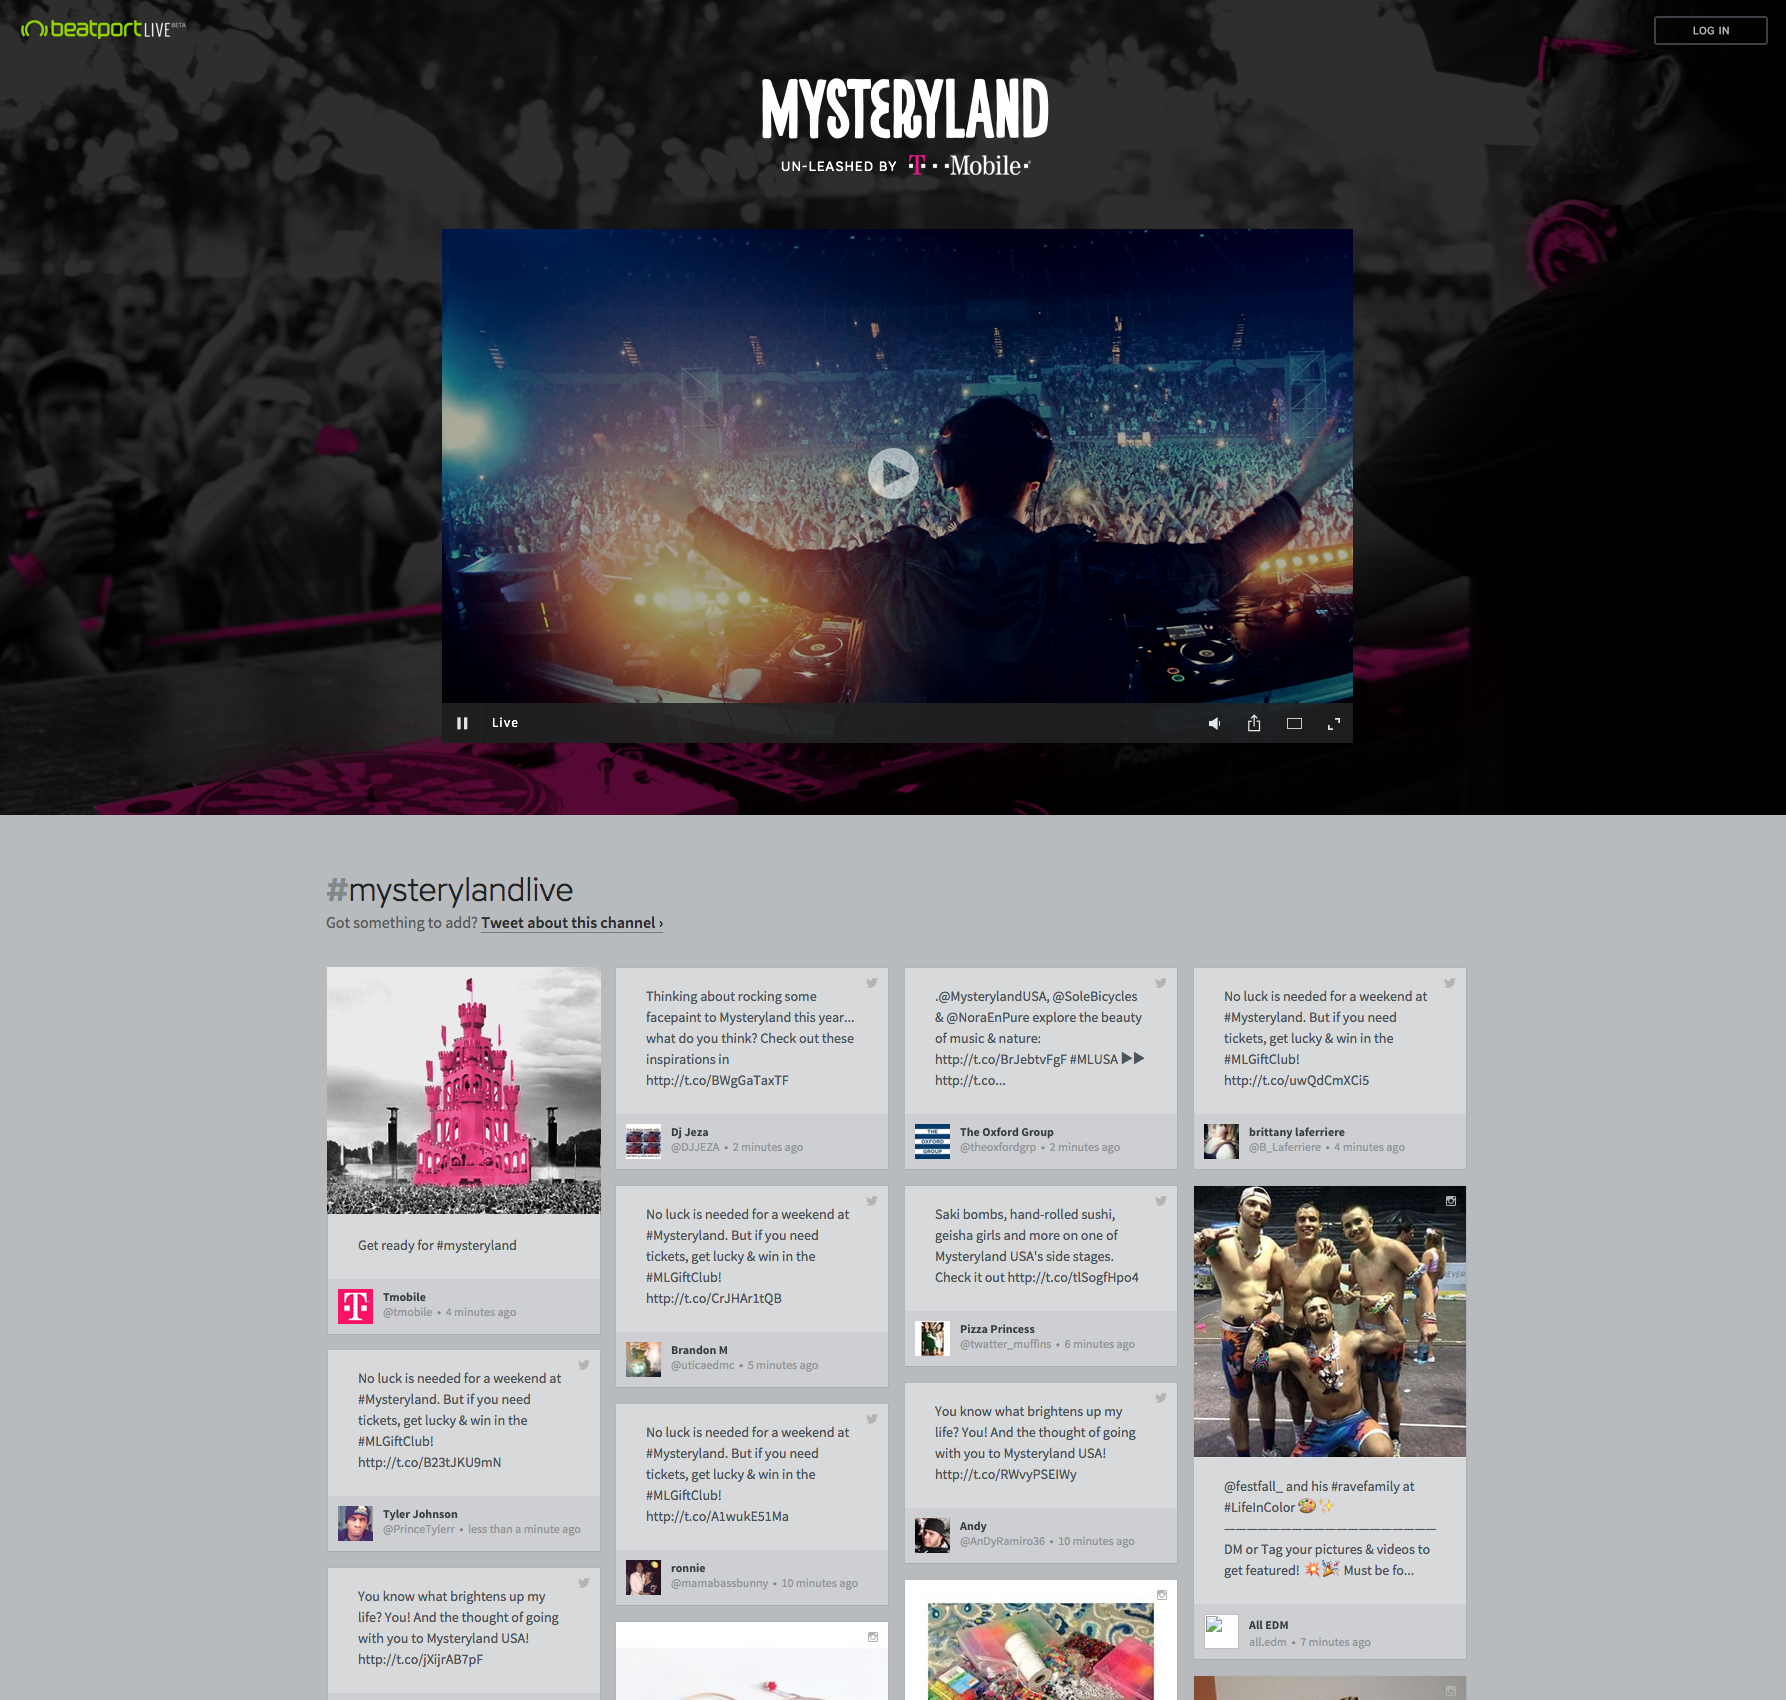 beatport LIVE BETA
LOG IN
MYSTERYLAND
UN-LEASHED BY T · · Mobile ·
Live
#mysterylandlive
Got something to add? Tweet about this channel ›
Get ready for #mysteryland
Tmobile
@tmobile • 4 minutes ago
No luck is needed for a weekend at
#Mysteryland. But if you need
tickets, get lucky & win in the
#MLGiftClub!
http://t.co/B23tJKU9mN
Tyler Johnson
@PrinceTylerr • less than a minute ago
You know what brightens up my
life? You! And the thought of going
with you to Mysteryland USA!
http://t.co/jXijrAB7pF
Thinking about rocking some
facepaint to Mysteryland this year...
what do you think? Check out these
inspirations in
http://t.co/BWgGaTaxTF
Dj Jeza
@DJJEZA • 2 minutes ago
No luck is needed for a weekend at
#Mysteryland. But if you need
tickets, get lucky & win in the
#MLGiftClub!
http://t.co/CrJHAr1tQB
Brandon M
@uticaedmc • 5 minutes ago
No luck is needed for a weekend at
#Mysteryland. But if you need
tickets, get lucky & win in the
#MLGiftClub!
http://t.co/A1wukE51Ma
ronnie
@mamabassbunny • 10 minutes ago
.@MysterylandUSA, @SoleBicycles
& @NoraEnPure explore the beauty
of music & nature:
http://t.co/BrJebtvFgF #MLUSA ▶▶
http://t.co...
THE
OXFORD
GROUP
The Oxford Group
@theoxfordgrp • 2 minutes ago
Saki bombs, hand-rolled sushi,
geisha girls and more on one of
Mysteryland USA's side stages.
Check it out http://t.co/tlSogfHpo4
Pizza Princess
@twatter_muffins • 6 minutes ago
You know what brightens up my
life? You! And the thought of going
with you to Mysteryland USA!
http://t.co/RWvyPSEIWy
Andy
@AnDyRamiro36 • 10 minutes ago
No luck is needed for a weekend at
#Mysteryland. But if you need
tickets, get lucky & win in the
#MLGiftClub!
http://t.co/uwQdCmXCi5
brittany laferriere
@B_Laferriere • 4 minutes ago
@festfall_ and his #ravefamily at
#LifeInColor 🎨✨
———————————————————
DM or Tag your pictures & videos to
get featured! 💥🎉 Must be fo...
All EDM
all.edm • 7 minutes ago